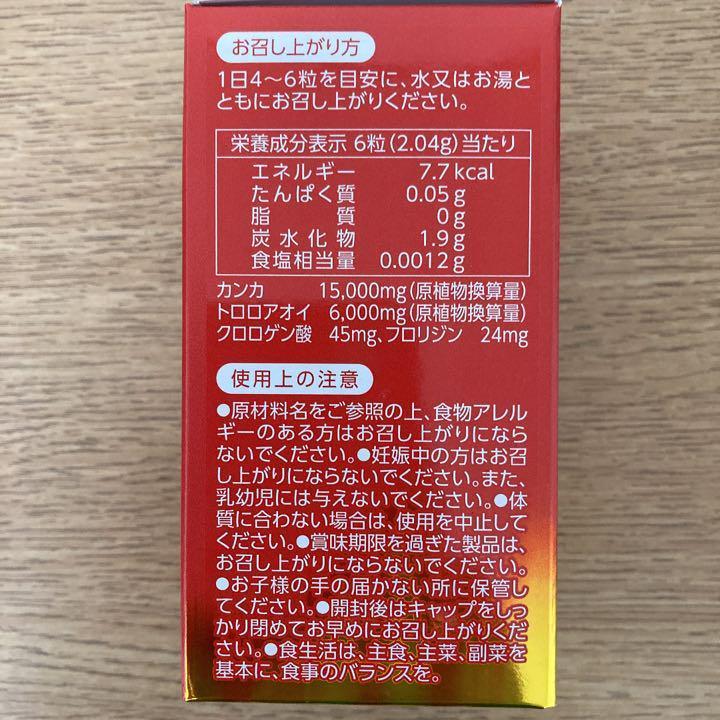 お召し上がり方
1日4〜6粒を目安に、水又はお湯と
ともにお召し上がりください。
栄養成分表示 6粒(2.04g)当たり
エネルギー 7.7kcal
たんぱく質 0.05g
脂質 0g
炭水化物 1.9g
食塩相当量 0.0012g
カンカ 15,000mg(原植物換算量)
トロロアオイ 6,000mg(原植物換算量)
クロロゲン酸 45mg、フロリジン 24mg
使用上の注意
●原材料名をご参照の上、食物アレル
ギーのある方はお召し上がりになら
ないでください。●妊娠中の方はお召
し上がりにならないでください。また、
乳幼児には与えないでください。●体
質に合わない場合は、使用を中止して
ください。●賞味期限を過ぎた製品は、
お召し上がりにならないでください。
●お子様の手の届かない所に保管し
てください。●開封後はキャップをしっ
かり閉めてお早めにお召し上がりくだ
さい。●食生活は、主食、主菜、副菜を
基本に、食事のバランスを。